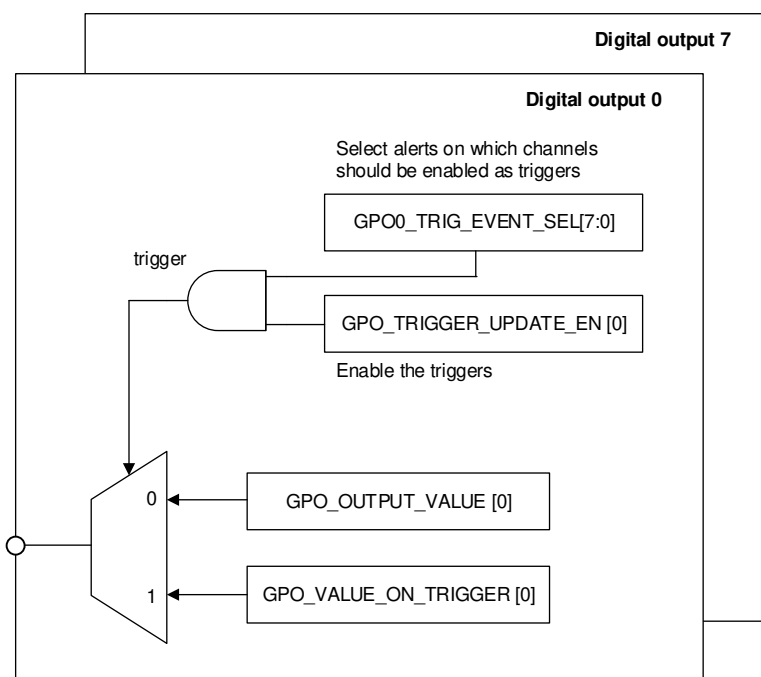 Digital output 7
Digital output 0
Select alerts on which channels
should be enabled as triggers
GPO0_TRIG_EVENT_SEL[7:0]
trigger
GPO_TRIGGER_UPDATE_EN [0]
Enable the triggers
0
GPO_OUTPUT_VALUE [0]
1
GPO_VALUE_ON_TRIGGER [0]